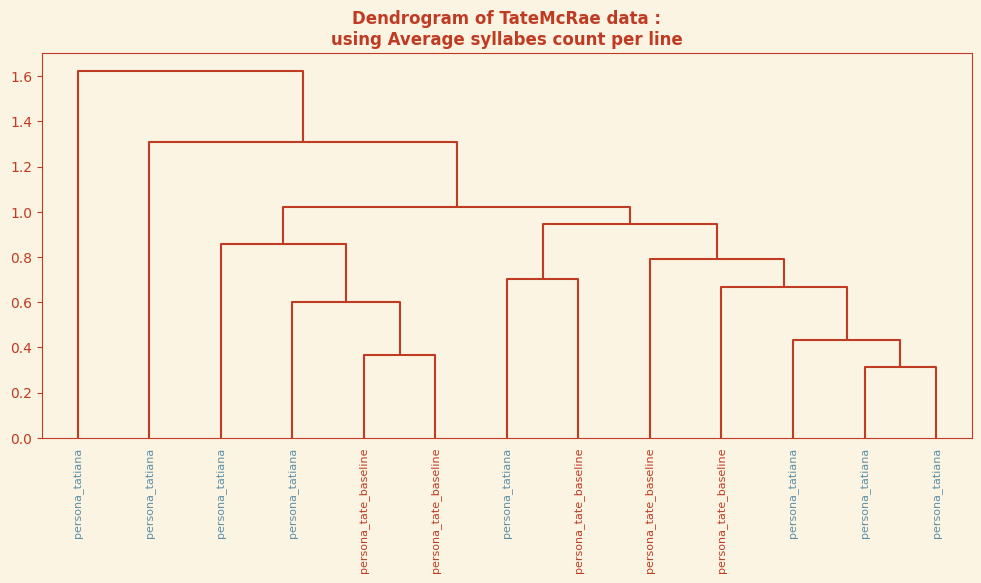 Dendrogram of TateMcRae data :
using Average syllabes count per line
1.6
1.4
1.2
1.0
0.8
0.6
0.4
0.2
0.0
persona_tatiana
persona_tatiana
persona_tatiana
persona_tatiana
persona_tate_baseline
persona_tate_baseline
persona_tatiana
persona_tate_baseline
persona_tate_baseline
persona_tate_baseline
persona_tatiana
persona_tatiana
persona_tatiana